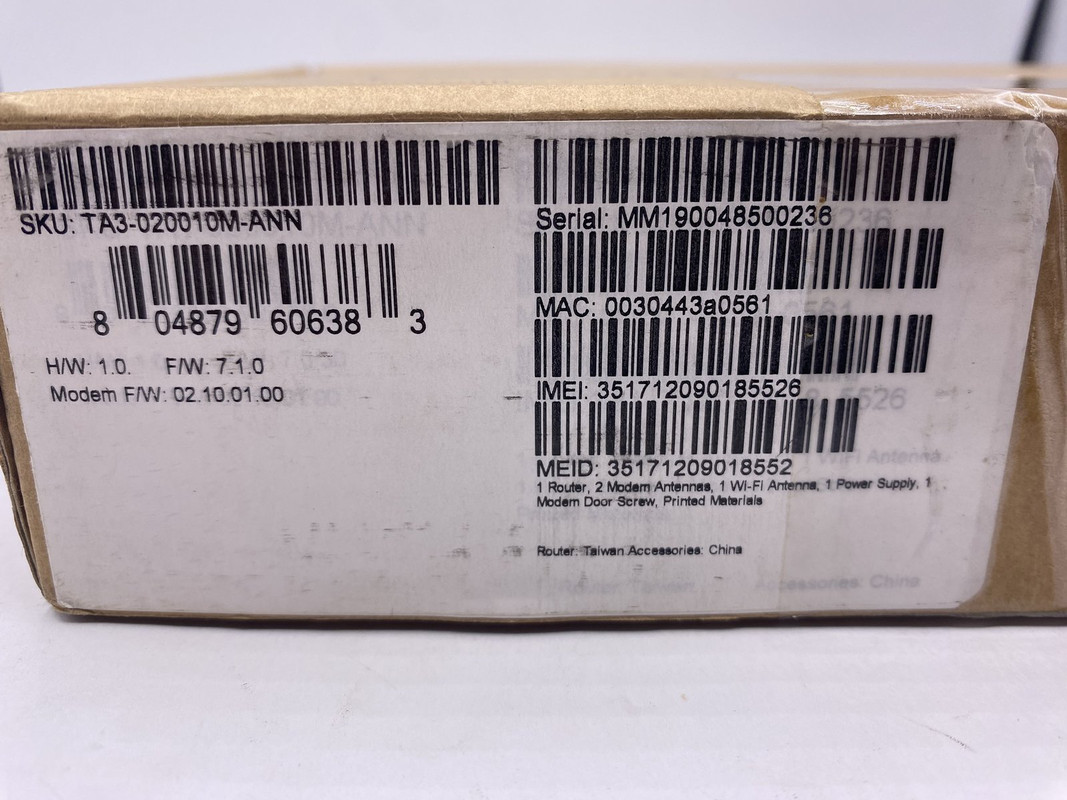 SKU: TA3-020010M-ANN
8 04879 60638 3
H/W: 1.0. F/W: 7.1.0
Modem F/W: 02.10.01.00
Serial: MM190048500236
MAC: 0030443a0561
IMEI: 351712090185526
MEID: 35171209018552
1 Router, 2 Modem Antennas, 1 Wi-Fi Antenna, 1 Power Supply, 1
Modem Door Screw, Printed Materials
Router: Taiwan Accessories: China